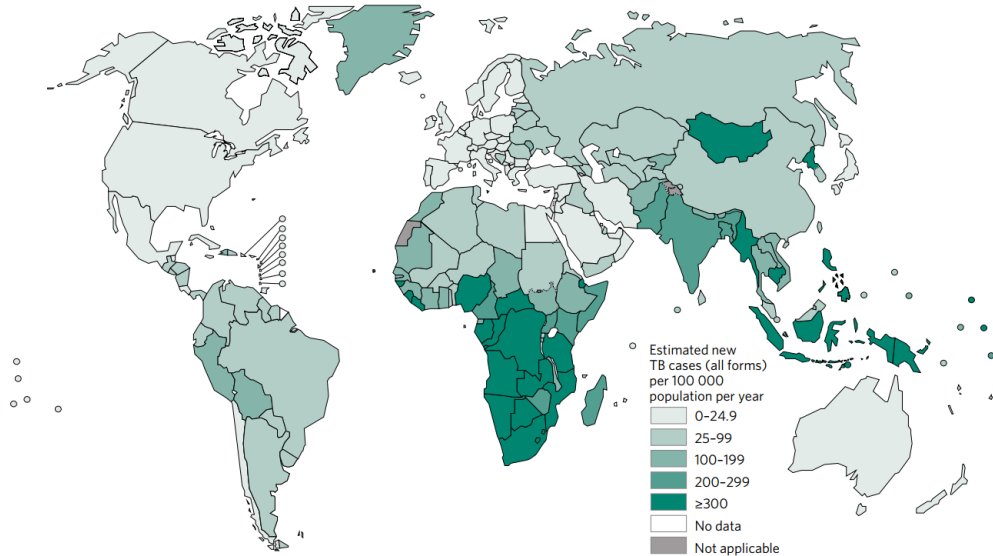 Estimated new
TB cases (all forms)
per 100 000
population per year
0–24.9
25–99
100–199
200–299
≥300
No data
Not applicable